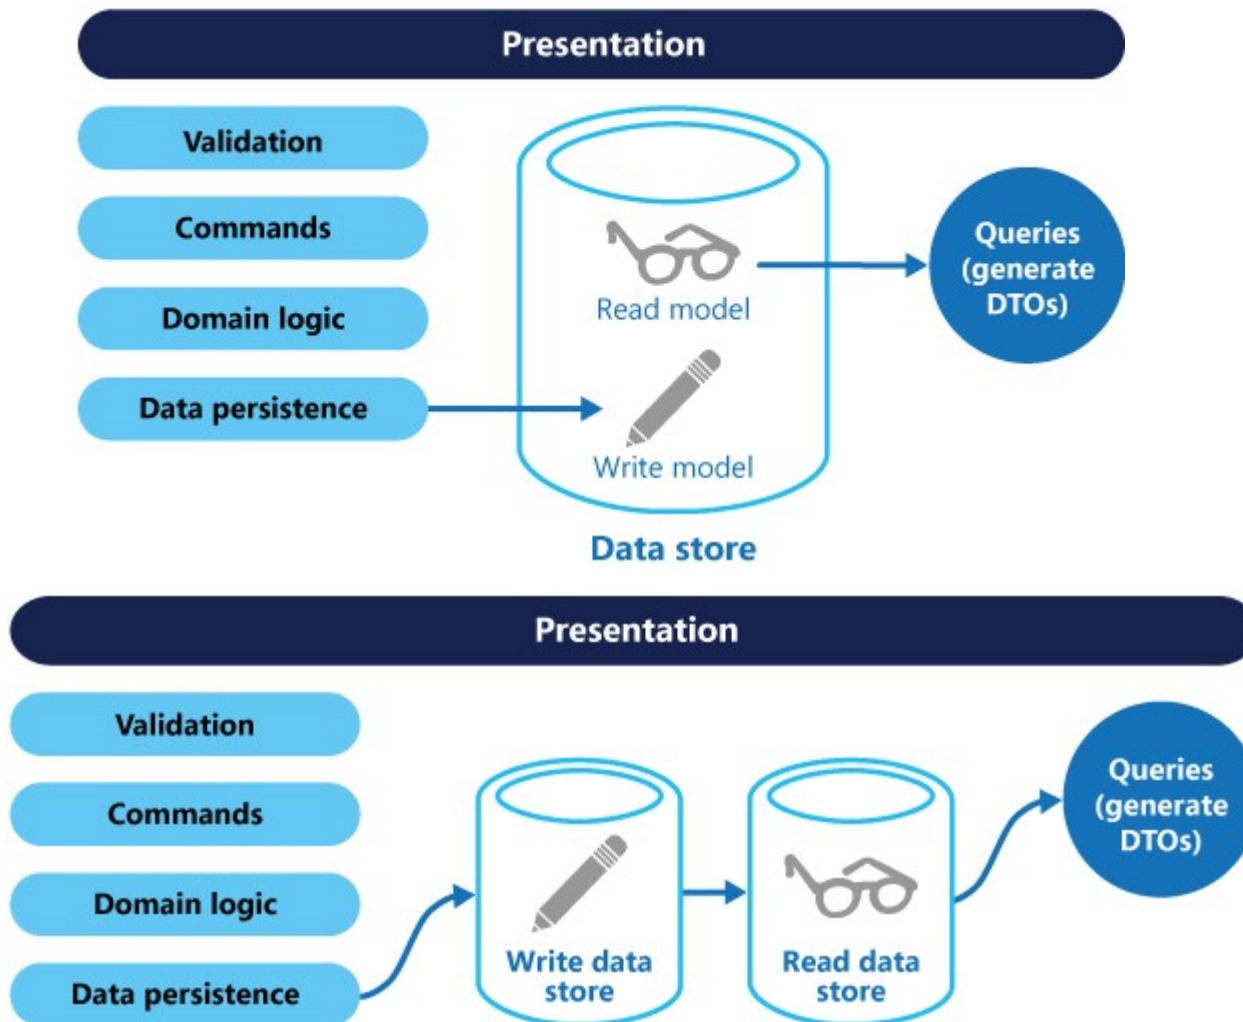 Presentation
Validation
Commands
Domain logic
Data persistence
Read model
Write model
Data store
Queries
(generate
DTOs)
Presentation
Validation
Commands
Domain logic
Data persistence
Write data
store
Read data
store
Queries
(generate
DTOs)